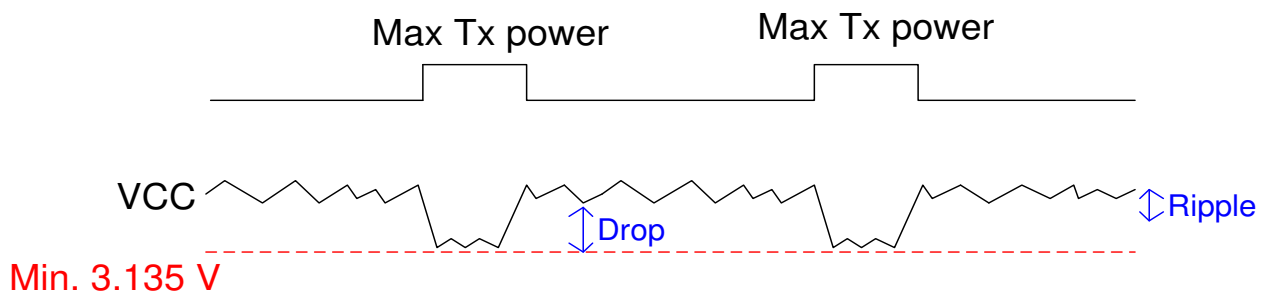 Max Tx power
Max Tx power
VCC
Ripple
Drop
Min. 3.135 V